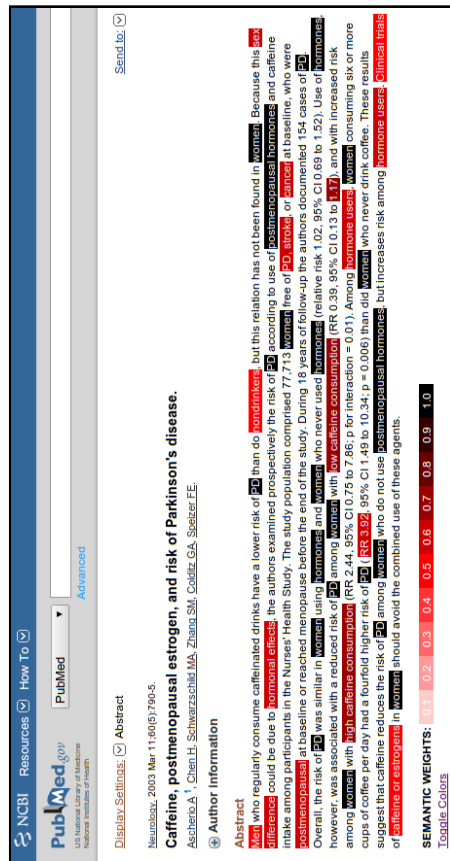 NCBI Resources How To
PubMed.gov
US National Library of Medicine
National Institutes of Health
PubMed
Advanced
Display Settings: Abstract
Send to:
Neurology. 2003 Mar 11;60(5):790-5.
Caffeine, postmenopausal estrogen, and risk of Parkinson's disease.
Ascherio A 1, Chen H, Schwarzschild MA, Zhang SM, Colditz GA, Speizer FE.
Author information
Abstract
Men who regularly consume caffeinated drinks have a lower risk of PD than do nondrinkers, but this relation has not been found in women. Because this sex
difference could be due to hormonal effects, the authors examined prospectively the risk of PD according to use of postmenopausal hormones and caffeine
intake among participants in the Nurses' Health Study. The study population comprised 77,713 women free of PD, stroke, or cancer at baseline, who were
postmenopausal at baseline or reached menopause before the end of the study. During 18 years of follow-up the authors documented 154 cases of PD.
Overall, the risk of PD was similar in women using hormones and women who never used hormones (relative risk 1.02, 95% CI 0.69 to 1.52). Use of hormones,
however, was associated with a reduced risk of PD among women with low caffeine consumption (RR 0.39, 95% CI 0.13 to 1.17), and with increased risk
among women with high caffeine consumption (RR 2.44, 95% CI 0.75 to 7.86; p for interaction = 0.01). Among hormone users, women consuming six or more
cups of coffee per day had a fourfold higher risk of PD ( RR 3.92, 95% CI 1.49 to 10.34; p = 0.006) than did women who never drink coffee. These results
suggest that caffeine reduces the risk of PD among women who do not use postmenopausal hormones, but increases risk among hormone users. Clinical trials
of caffeine or estrogens in women should avoid the combined use of these agents.
SEMANTIC WEIGHTS: 0.1 0.2 0.3 0.4 0.5 0.6 0.7 0.8 0.9 1.0
Toggle Colors